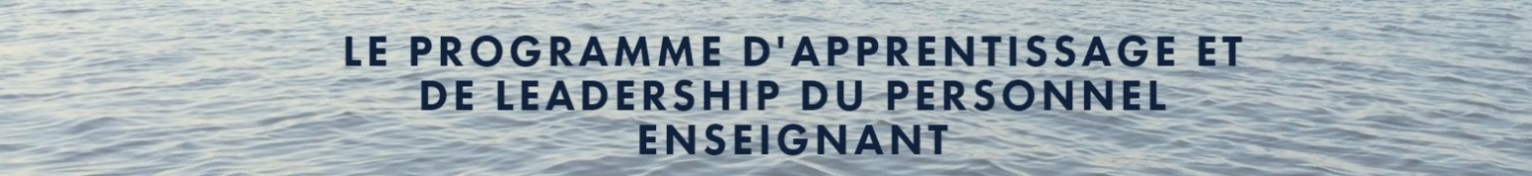 LE PROGRAMME D'APPRENTISSAGE ET
DE LEADERSHIP DU PERSONNEL
ENSEIGNANT